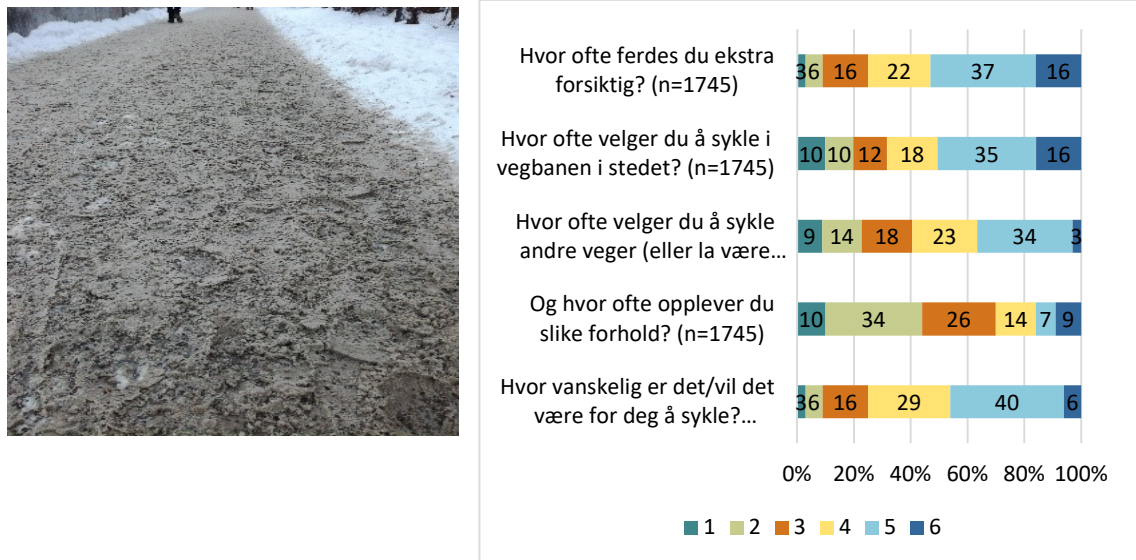 Hvor ofte ferdes du ekstra
forsiktig? (n=1745)
3 6 16 22 37 16
Hvor ofte velger du å sykle i
vegbanen i stedet? (n=1745)
10 10 12 18 35 16
Hvor ofte velger du å sykle
andre veger (eller la være...
9 14 18 23 34 3
Og hvor ofte opplever du
slike forhold? (n=1745)
10 34 26 14 7 9
Hvor vanskelig er det/vil det
være for deg å sykle?...
3 6 16 29 40 6
0% 20% 40% 60% 80% 100%
1 2 3 4 5 6